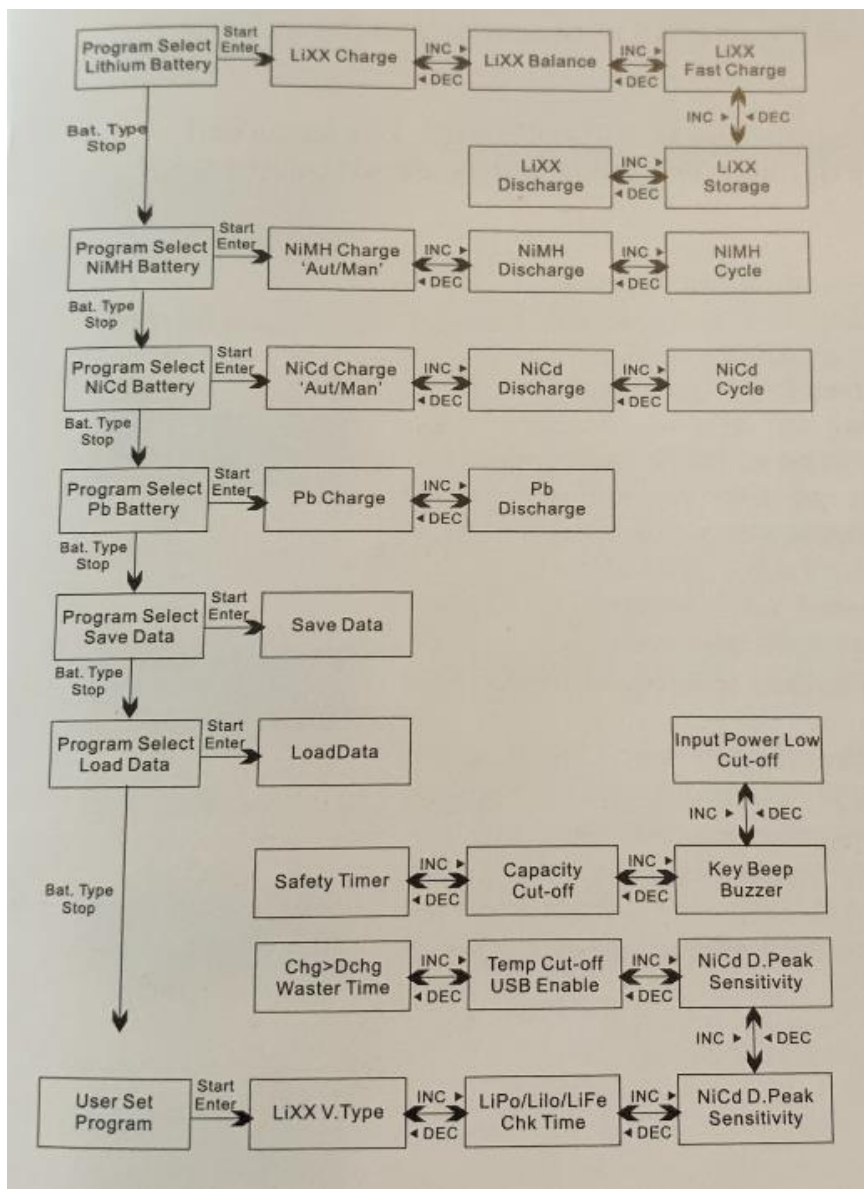 Program Select
Lithium Battery
Start
Enter
LiXX Charge
INC ►
◄ DEC
LiXX Balance
INC ►
◄ DEC
LiXX
Fast Charge
Bat. Type
Stop
INC ► ◄ DEC
LiXX
Discharge
INC ►
◄ DEC
LiXX
Storage
Program Select
NiMH Battery
Start
Enter
NiMH Charge
'Aut/Man'
INC ►
◄ DEC
NiMH
Discharge
INC ►
◄ DEC
NIMH
Cycle
Bat. Type
Stop
Program Select
NiCd Battery
Start
Enter
NiCd Charge
'Aut/Man'
INC ►
◄ DEC
NiCd
Discharge
INC ►
◄ DEC
NiCd
Cycle
Bat. Type
Stop
Program Select
Pb Battery
Start
Enter
Pb Charge
INC ►
◄ DEC
Pb
Discharge
Bat. Type
Stop
Program Select
Save Data
Start
Enter
Save Data
Bat. Type
Stop
Program Select
Load Data
Start
Enter
LoadData
Input Power Low
Cut-off
INC ► ◄ DEC
Bat. Type
Stop
Safety Timer
INC ►
◄ DEC
Capacity
Cut-off
INC ►
◄ DEC
Key Beep
Buzzer
Chg>Dchg
Waster Time
INC ►
◄ DEC
Temp Cut-off
USB Enable
INC ►
◄ DEC
NiCd D.Peak
Sensitivity
INC ► ◄ DEC
User Set
Program
Start
Enter
LiXX V.Type
INC ►
◄ DEC
LiPo/LiIo/LiFe
Chk Time
INC ►
◄ DEC
NiCd D.Peak
Sensitivity